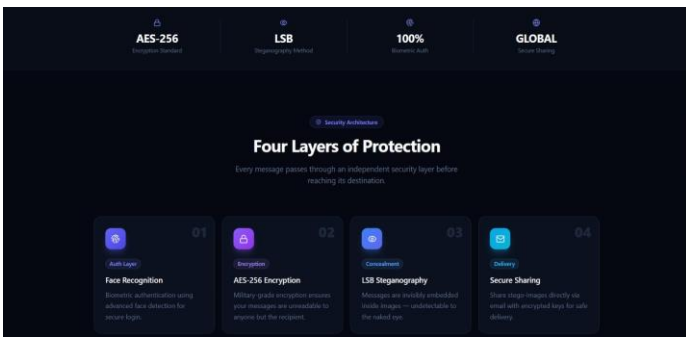 AES-256
Encryption Standard
LSB
Steganography Method
100%
Biometric Auth
GLOBAL
Secure Sharing
Security Architecture
Four Layers of Protection
Every message passes through an independent security layer before
reaching its destination.
01
Auth Layer
Face Recognition
Biometric authentication using
advanced face detection for
secure login.
02
Encryption
AES-256 Encryption
Military-grade encryption ensures
your messages are unreadable to
anyone but the recipient.
03
Concealment
LSB Steganography
Messages are invisibly embedded
inside images — undetectable to
the naked eye.
04
Delivery
Secure Sharing
Share stego-images directly via
email with encrypted keys for safe
delivery.